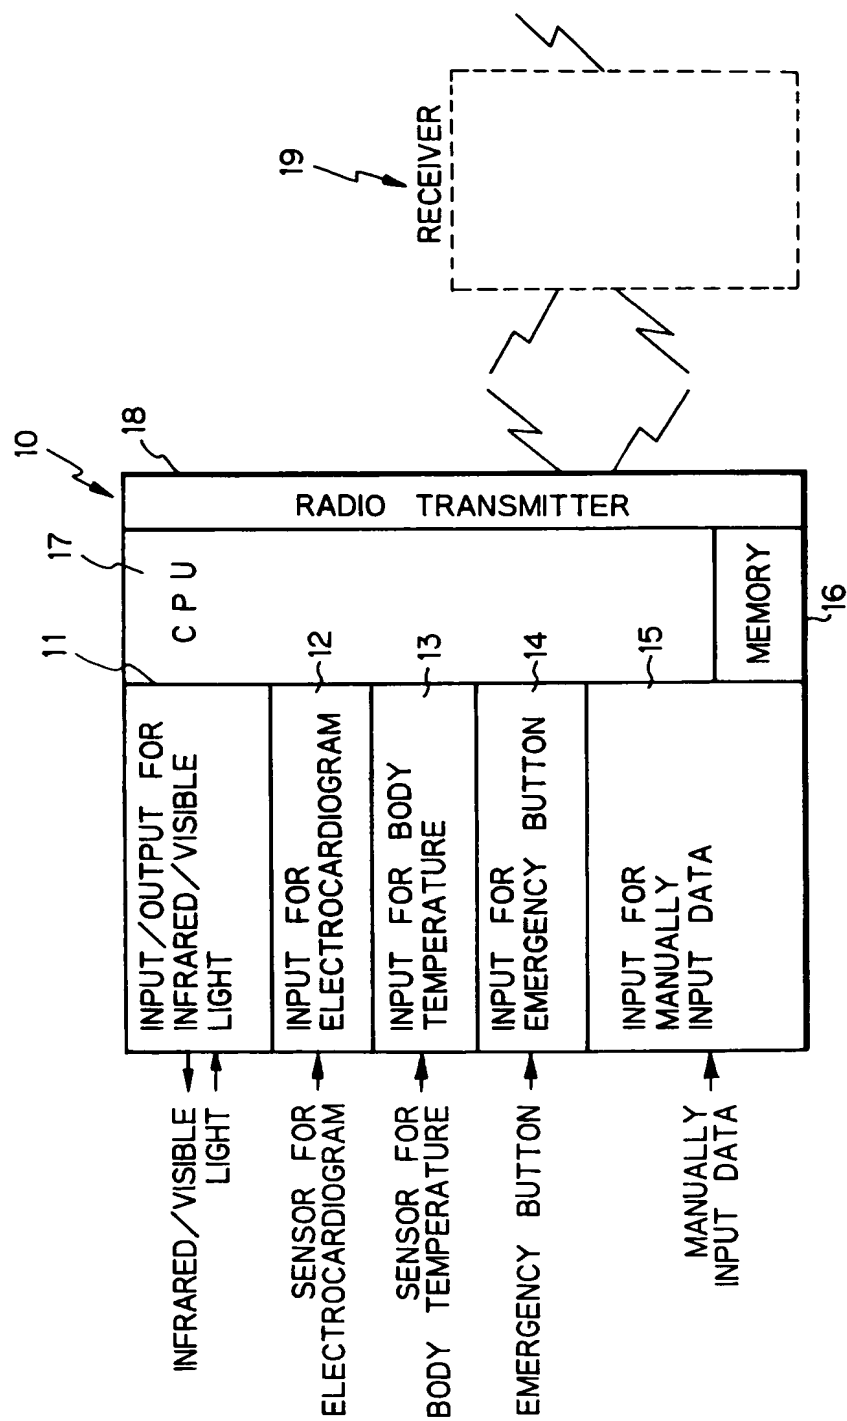 INFRARED/VISIBLE
LIGHT
SENSOR FOR
ELECTROCARDIOGRAM
SENSOR FOR
BODY TEMPERATURE
EMERGENCY BUTTON
MANUALLY
INPUT DATA
INPUT/OUTPUT FOR
INFRARED/VISIBLE
LIGHT
11
INPUT FOR
ELECTROCARDIOGRAM
12
INPUT FOR BODY
TEMPERATURE
13
INPUT FOR
EMERGENCY BUTTON
14
INPUT FOR
MANUALLY
INPUT DATA
15
CPU
17
MEMORY
16
RADIO TRANSMITTER
18
10
RECEIVER
19